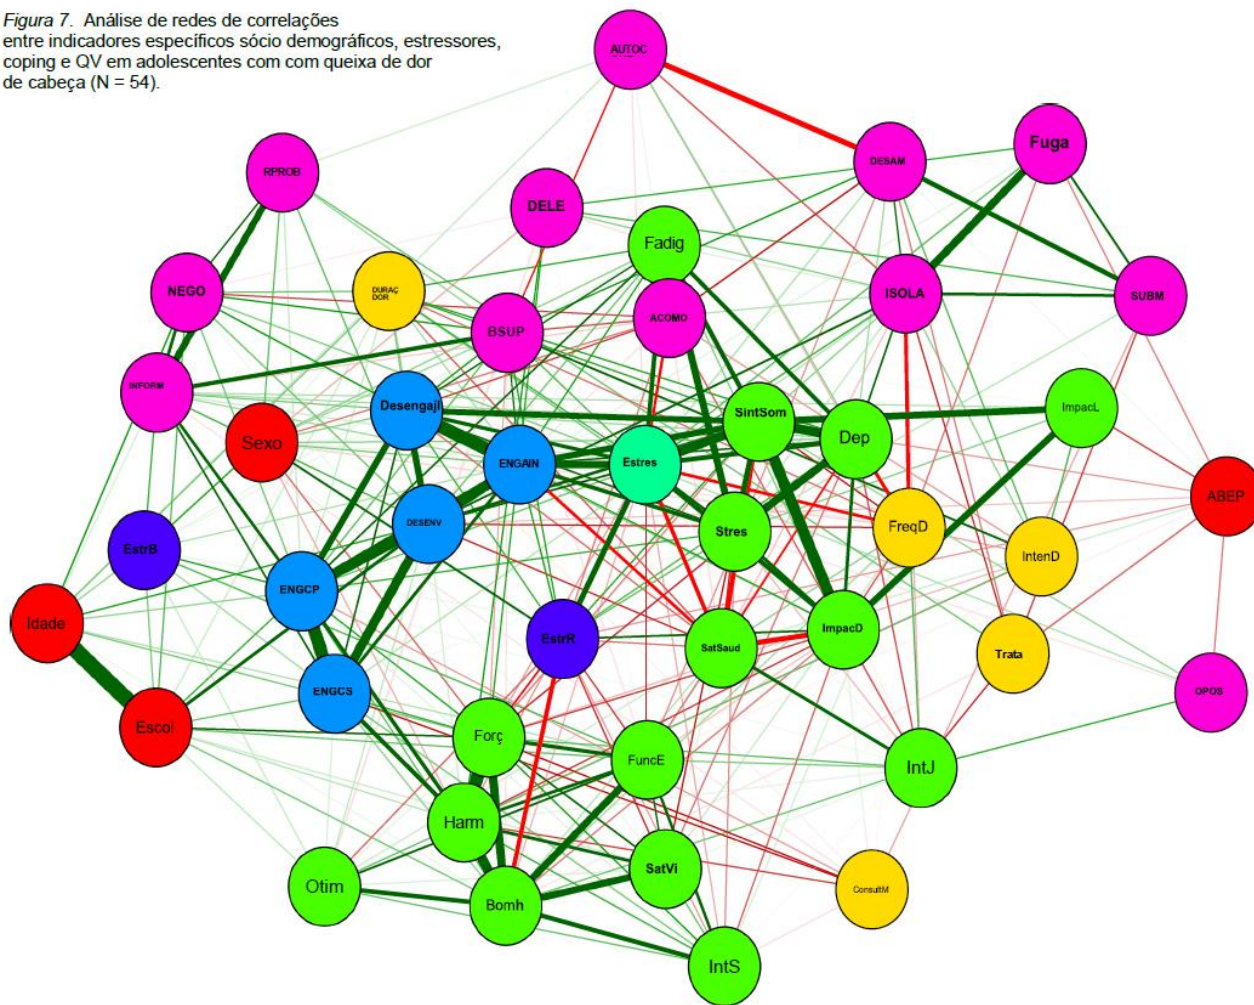 Figura 7. Análise de redes de correlações
entre indicadores específicos sócio demográficos, estressores,
coping e QV em adolescentes com com queixa de dor
de cabeça (N = 54).
AUTOC
RPROB
DESAM
Fuga
DELE
Fadig
NEGO
DURAÇ
DOR
BSUP
ACOMO
ISOLA
SUBM
INFORM
Desengajl
SintSom
Dep
ImpacL
Sexo
ENGAIN
Estres
ABEP
DESENV
Stres
FreqD
IntenD
EstrB
ENGCP
Idade
EstrR
SatSaud
ImpacD
Trata
ENGCS
OPOS
Escol
Forç
FuncE
IntJ
Harm
SatVi
Otim
Bomh
ConsultM
IntS